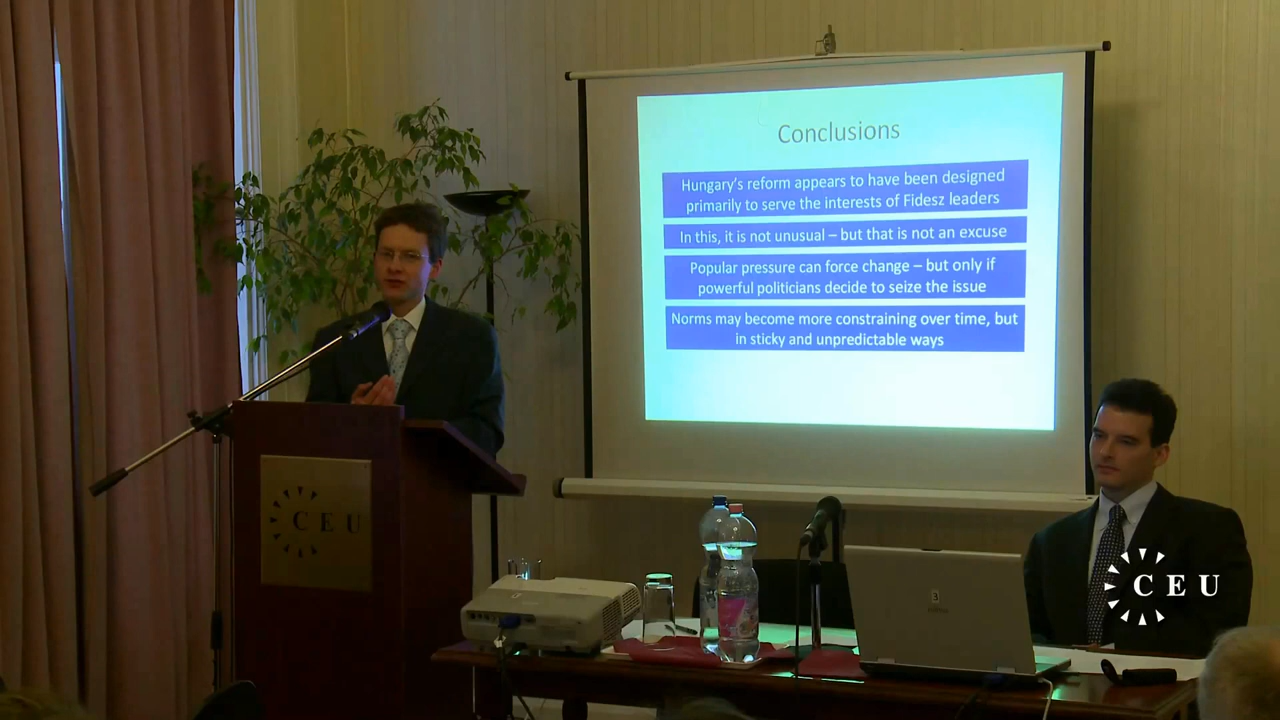 Conclusions
Hungary's reform appears to have been designed
primarily to serve the interests of Fidesz leaders
In this, it is not unusual – but that is not an excuse
Popular pressure can force change – but only if
powerful politicians decide to seize the issue
Norms may become more constraining over time, but
in sticky and unpredictable ways
CEU
3
CEU